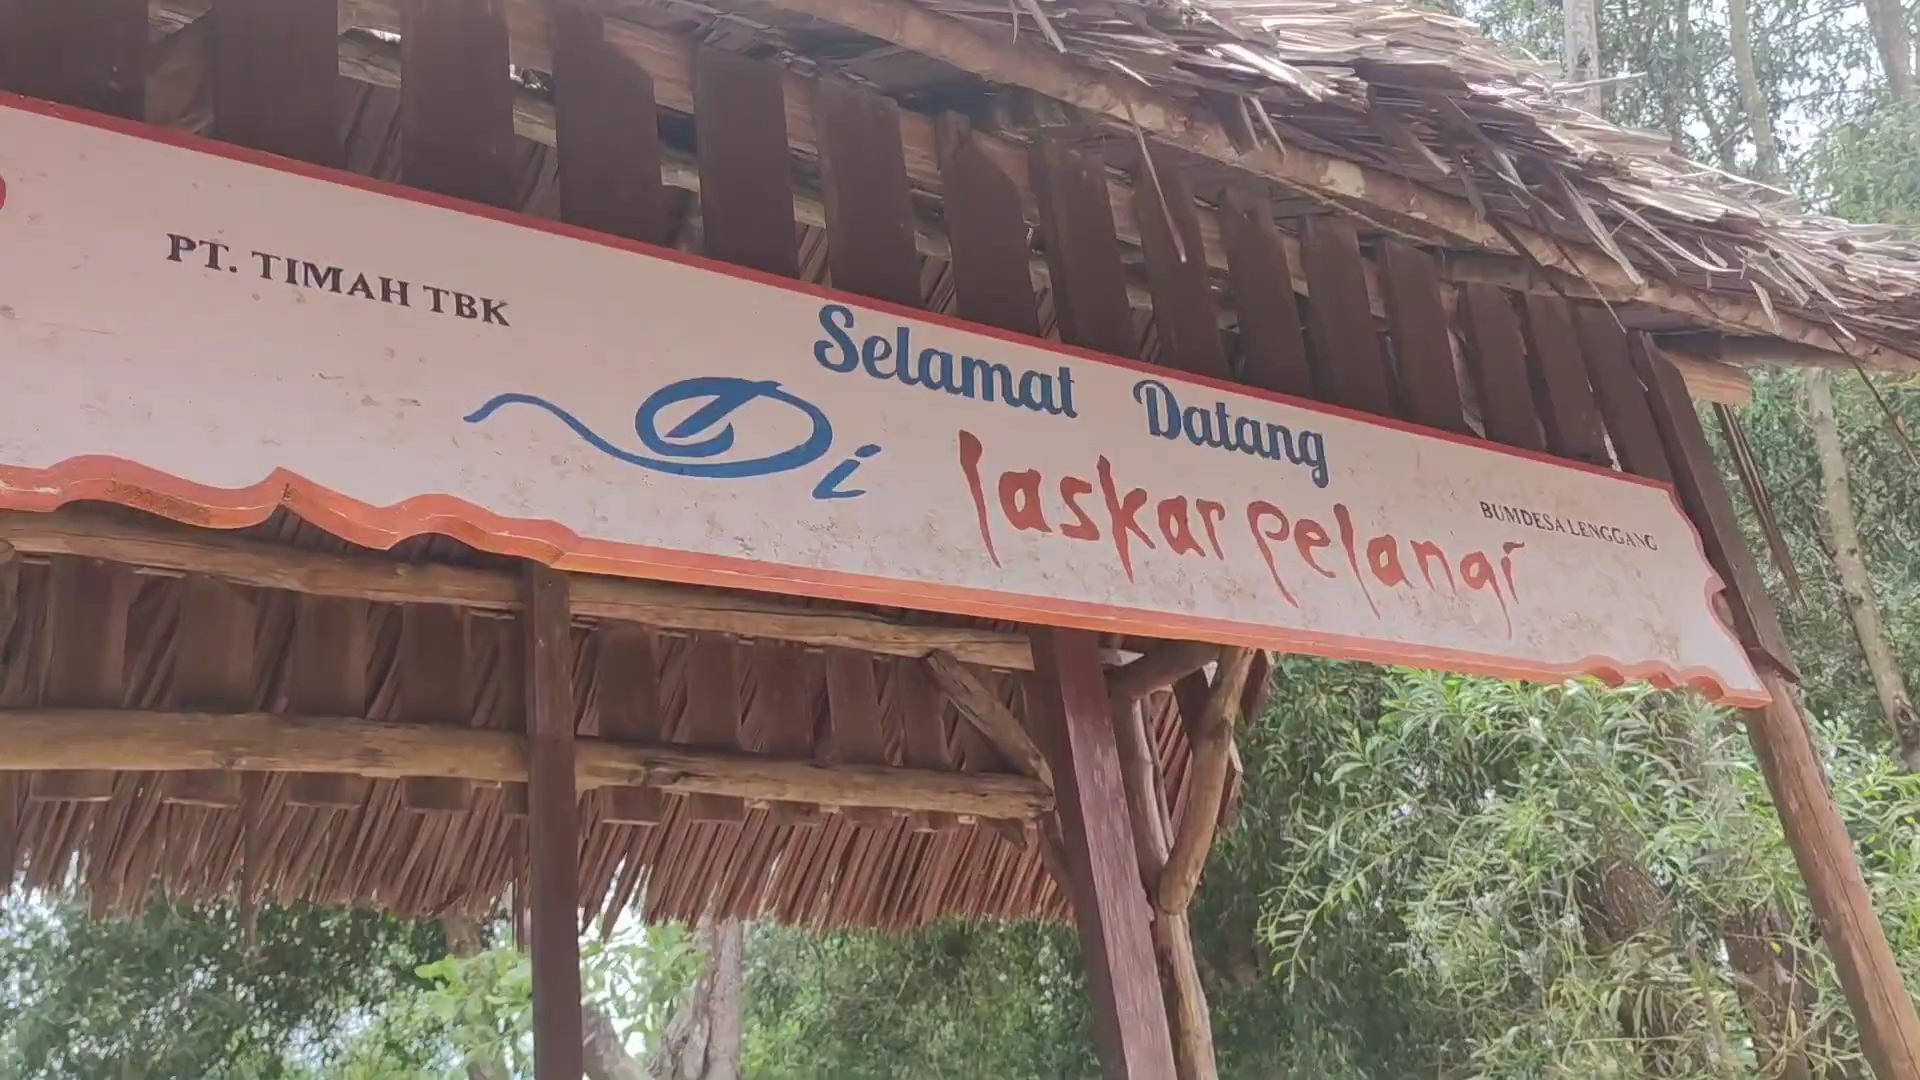 PT. TIMAH TBK
Selamat Datang
Di laskar pelangi
BUMDESA LENGGANG